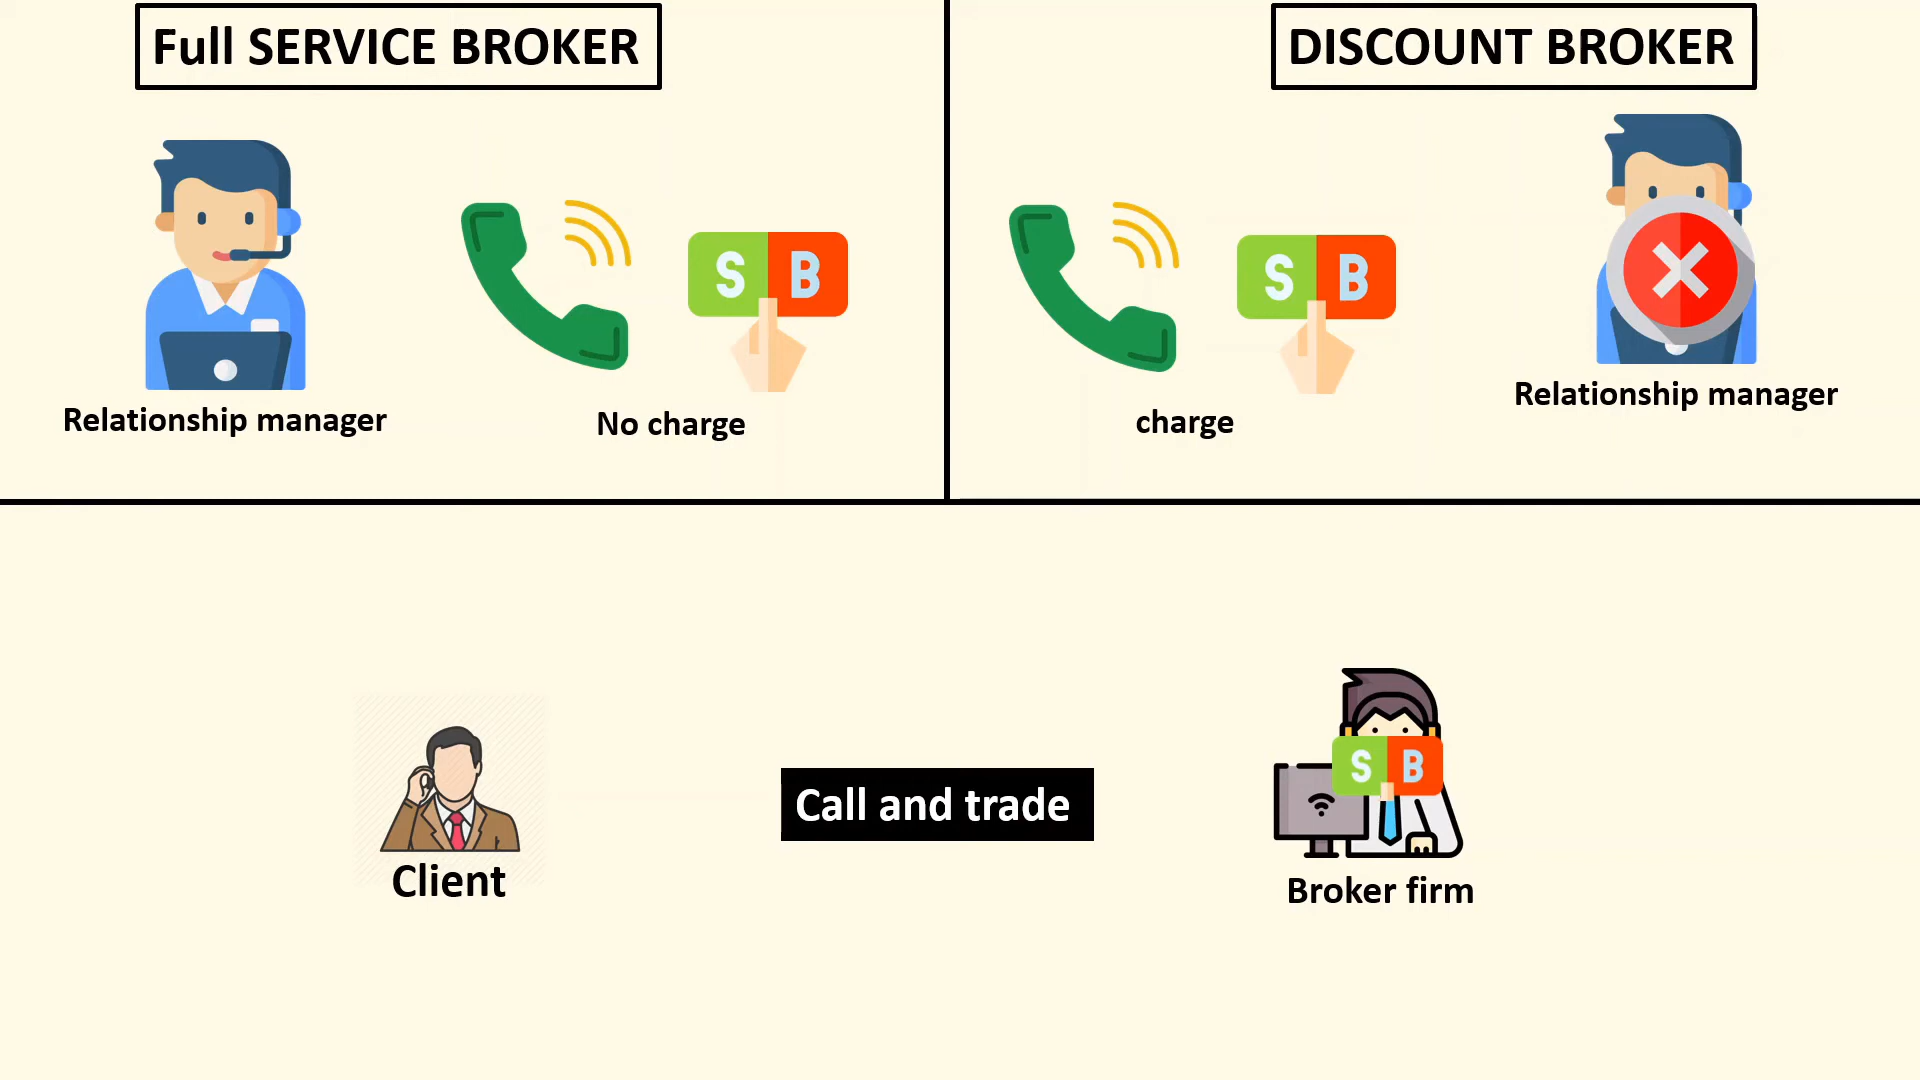 Full SERVICE BROKER
DISCOUNT BROKER
S B
S B
Relationship manager
No charge
charge
Relationship manager
S B
Call and trade
Client
Broker firm